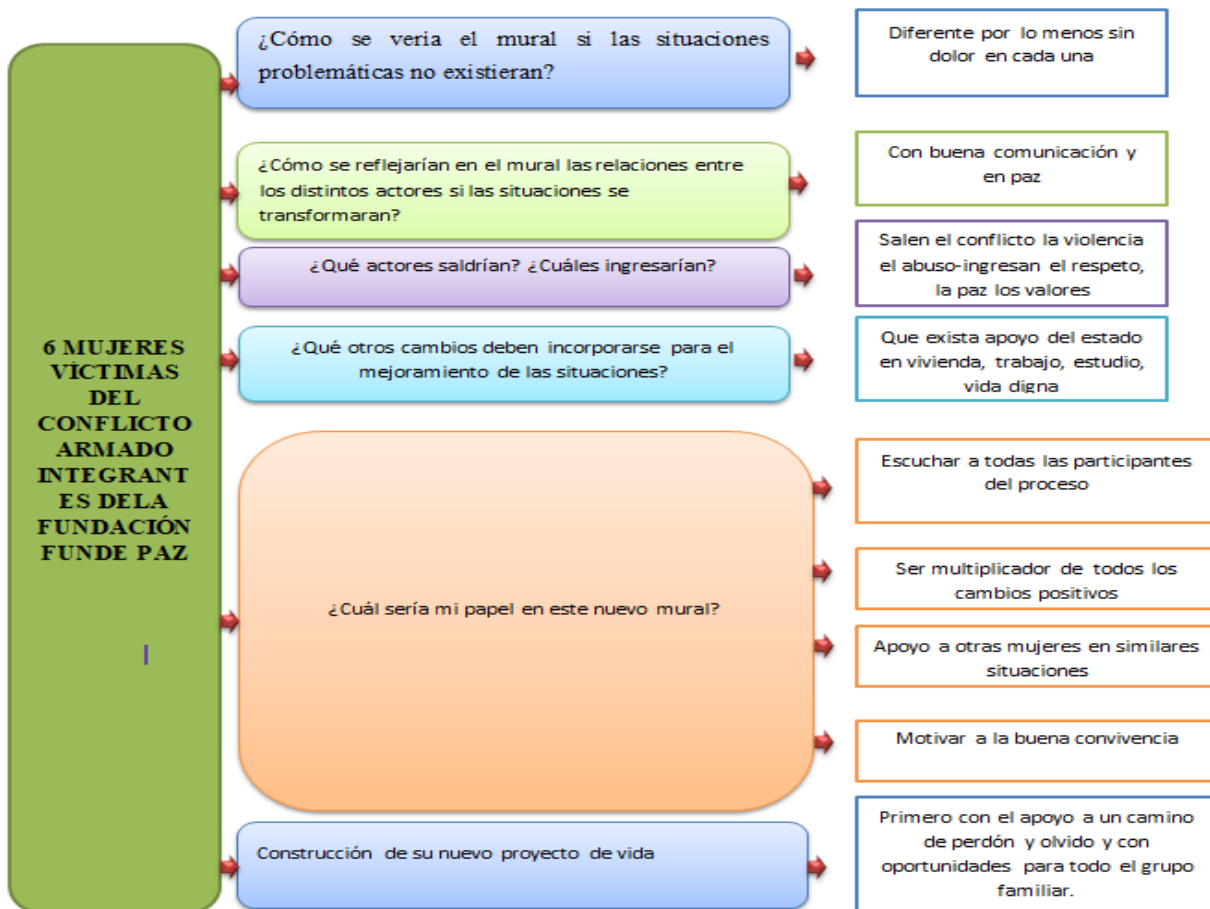 6 MUJERES
VÍCTIMAS
DEL
CONFLICTO
ARMADO
INTEGRANT
ES DELA
FUNDACIÓN
FUNDE PAZ
¿Cómo se vería el mural si las situaciones
problemáticas no existieran?
Diferente por lo menos sin
dolor en cada una
¿Cómo se reflejarían en el mural las relaciones entre
los distintos actores si las situaciones se
transformaran?
Con buena comunicación y
en paz
¿Qué actores saldrían? ¿Cuáles ingresarían?
Salen el conflicto la violencia
el abuso-ingresan el respeto,
la paz los valores
¿Qué otros cambios deben incorporarse para el
mejoramiento de las situaciones?
Que exista apoyo del estado
en vivienda, trabajo, estudio,
vida digna
¿Cuál sería mi papel en este nuevo mural?
Escuchar a todas las participantes
del proceso
Ser multiplicador de todos los
cambios positivos
Apoyo a otras mujeres en similares
situaciones
Motivar a la buena convivencia
Construcción de su nuevo proyecto de vida
Primero con el apoyo a un camino
de perdón y olvido y con
oportunidades para todo el grupo
familiar.